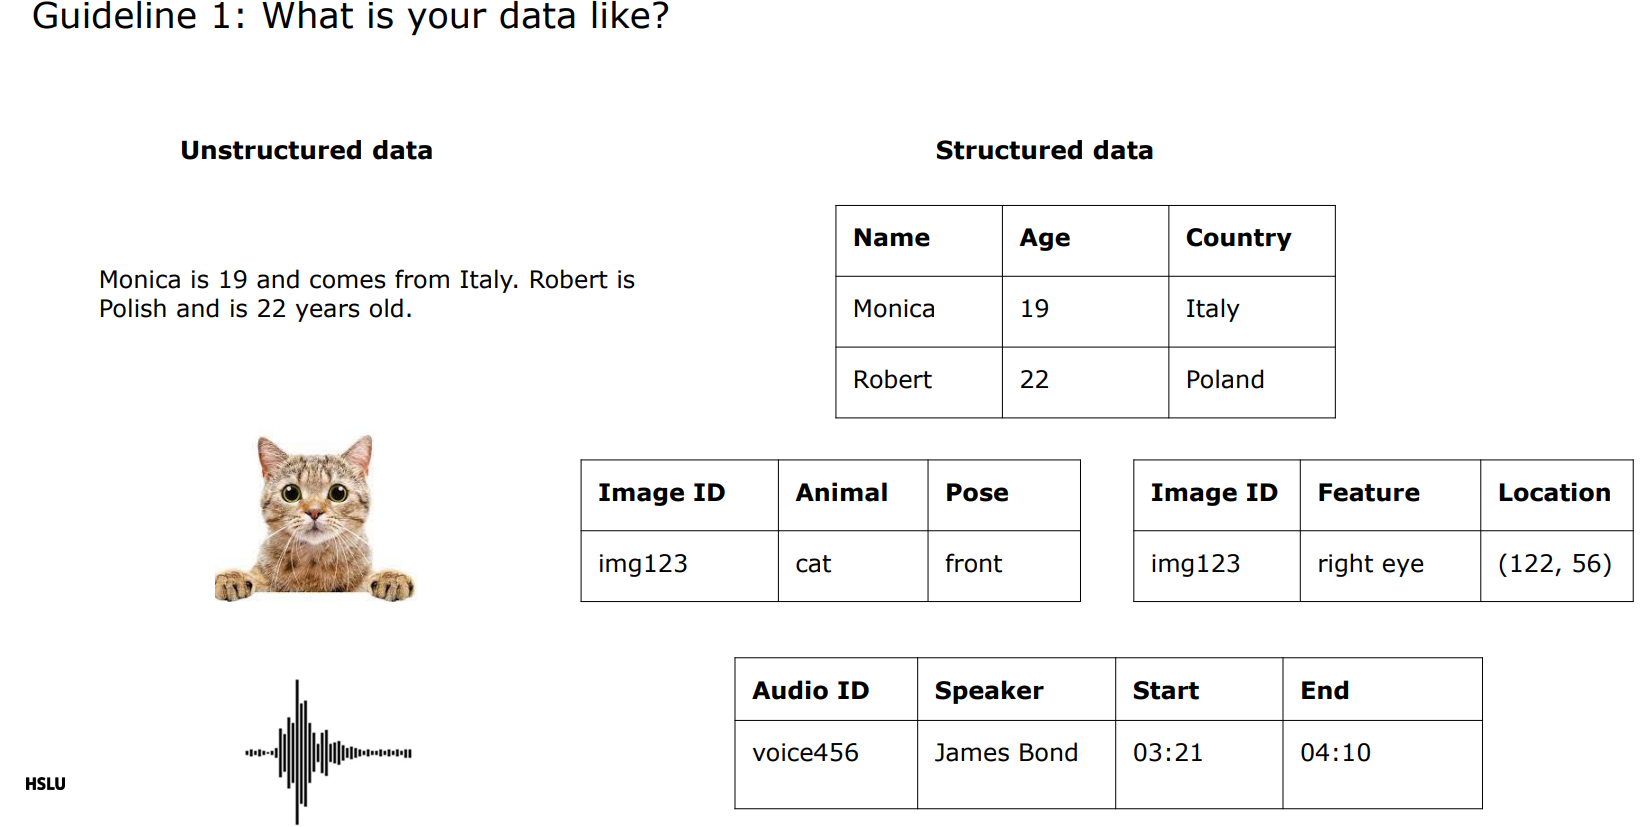 Guideline 1: What is your data like?
Unstructured data
Structured data
Monica is 19 and comes from Italy. Robert is
Polish and is 22 years old.
Name Age Country
Monica 19 Italy
Robert 22 Poland
Image ID Animal Pose
img123 cat front
Image ID Feature Location
img123 right eye (122, 56)
Audio ID Speaker Start End
voice456 James Bond 03:21 04:10
HSLU